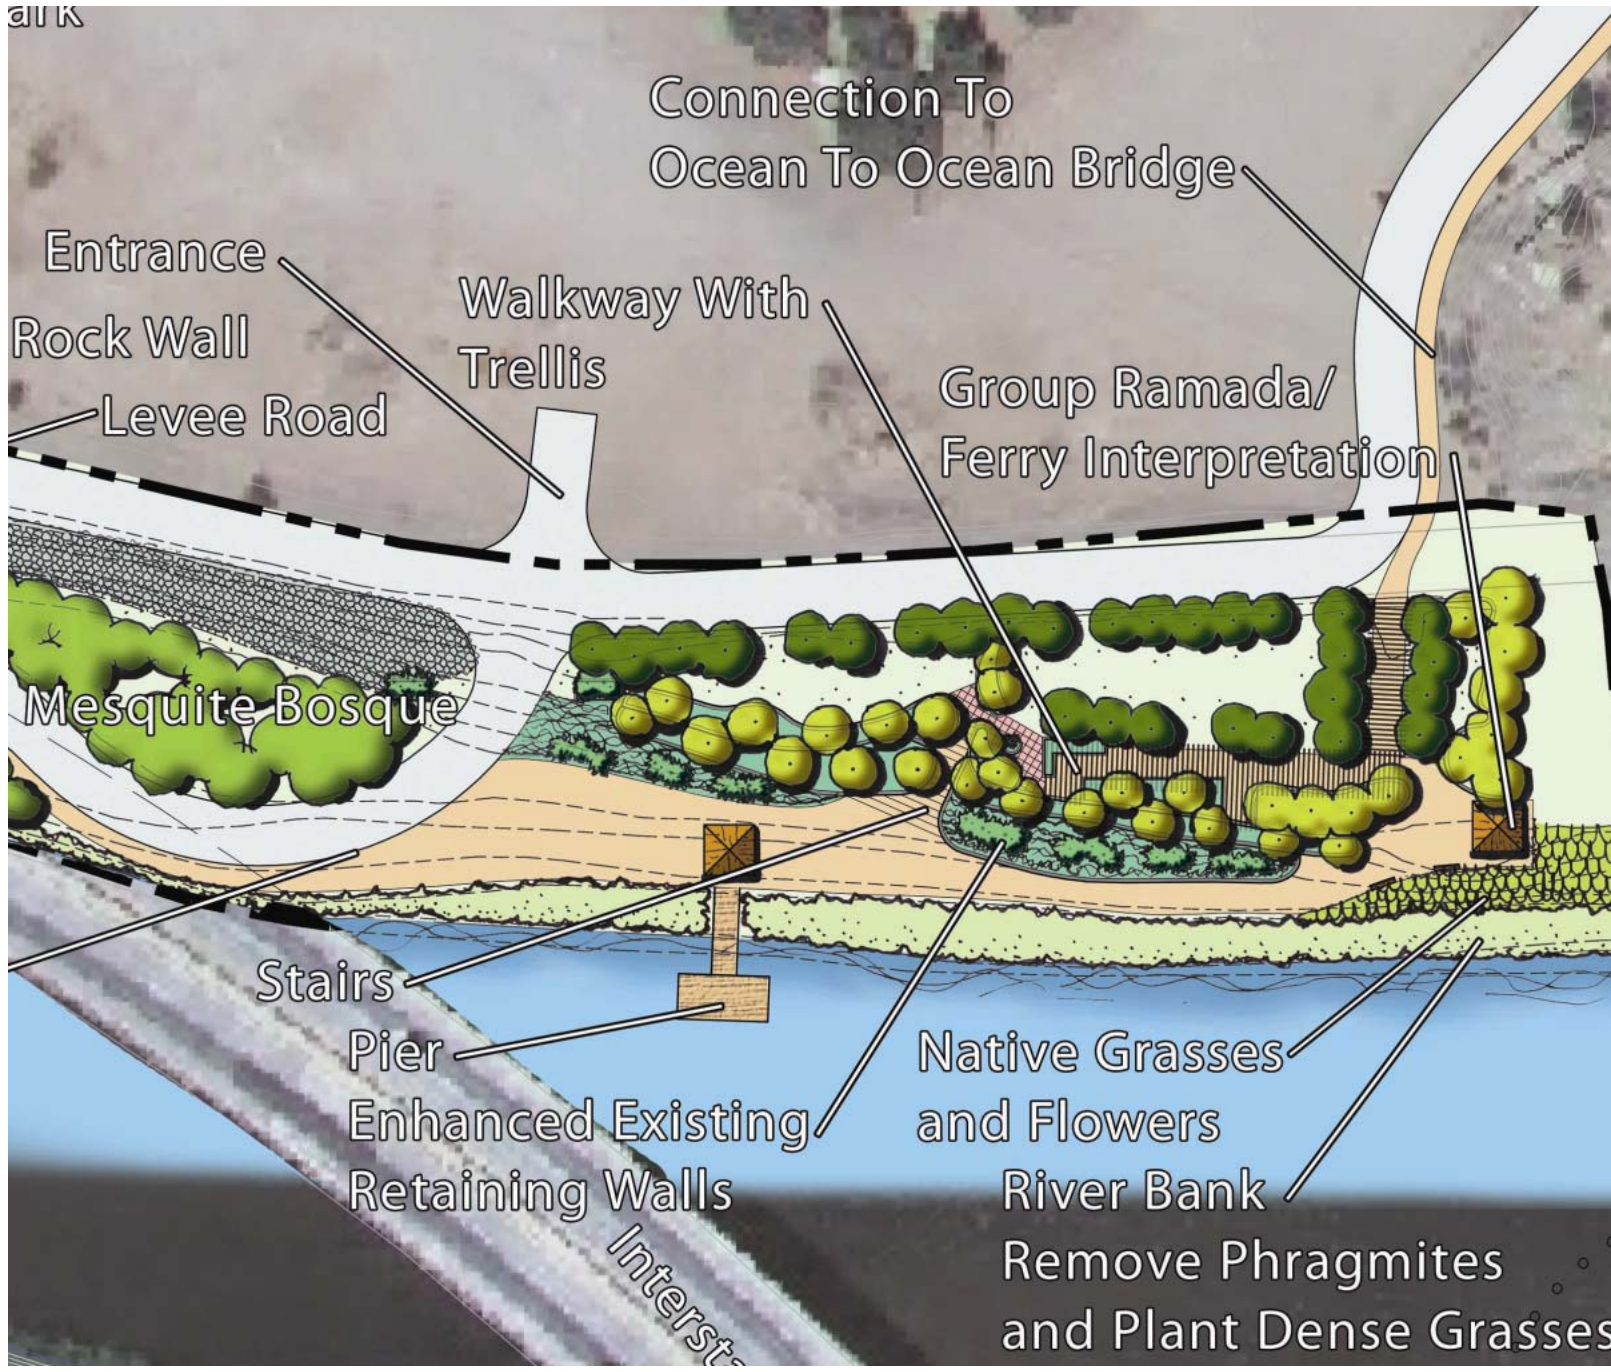 Connection To
Ocean To Ocean Bridge
Entrance
Walkway With
Trellis
Rock Wall
Levee Road
Group Ramada/
Ferry Interpretation
Mesquite Bosque
Stairs
Pier
Enhanced Existing
Retaining Walls
Native Grasses
and Flowers
River Bank
Remove Phragmites
and Plant Dense Grasses